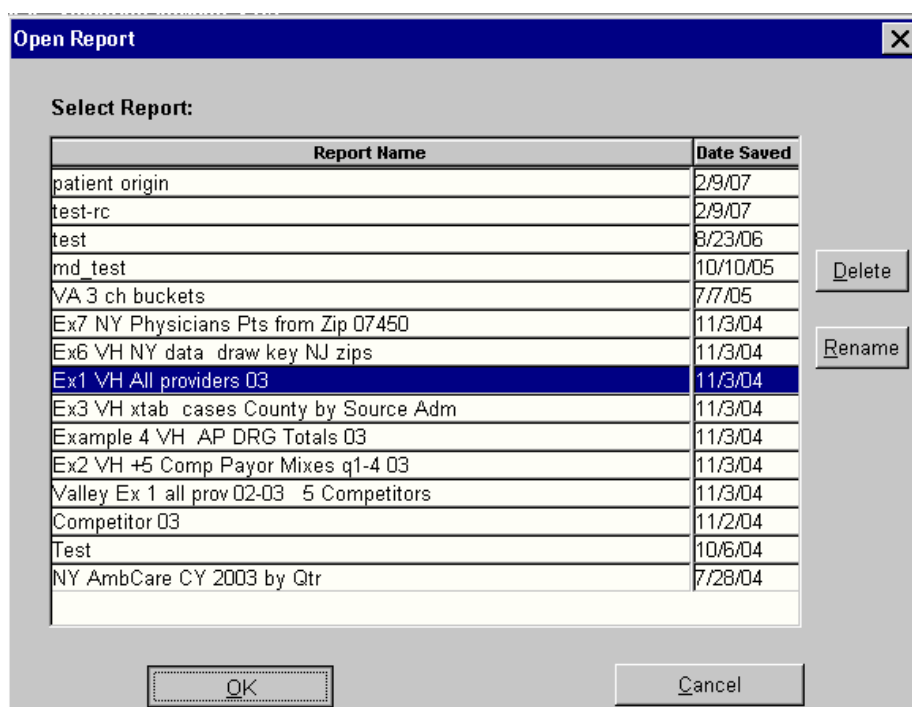 Open Report
Select Report:
Report Name Date Saved
patient origin 2/9/07
test-rc 2/9/07
test 8/23/06
md_test 10/10/05
VA 3 ch buckets 7/7/05
Ex7 NY Physicians Pts from Zip 07450 11/3/04
Ex6 VH NY data draw key NJ zips 11/3/04
Ex1 VH All providers 03 11/3/04
Ex3 VH xtab cases County by Source Adm 11/3/04
Example 4 VH AP DRG Totals 03 11/3/04
Ex2 VH +5 Comp Payor Mixes q1-4 03 11/3/04
Valley Ex 1 all prov 02-03 5 Competitors 11/3/04
Competitor 03 11/2/04
Test 10/6/04
NY AmbCare CY 2003 by Qtr 7/28/04
Delete
Rename
OK Cancel